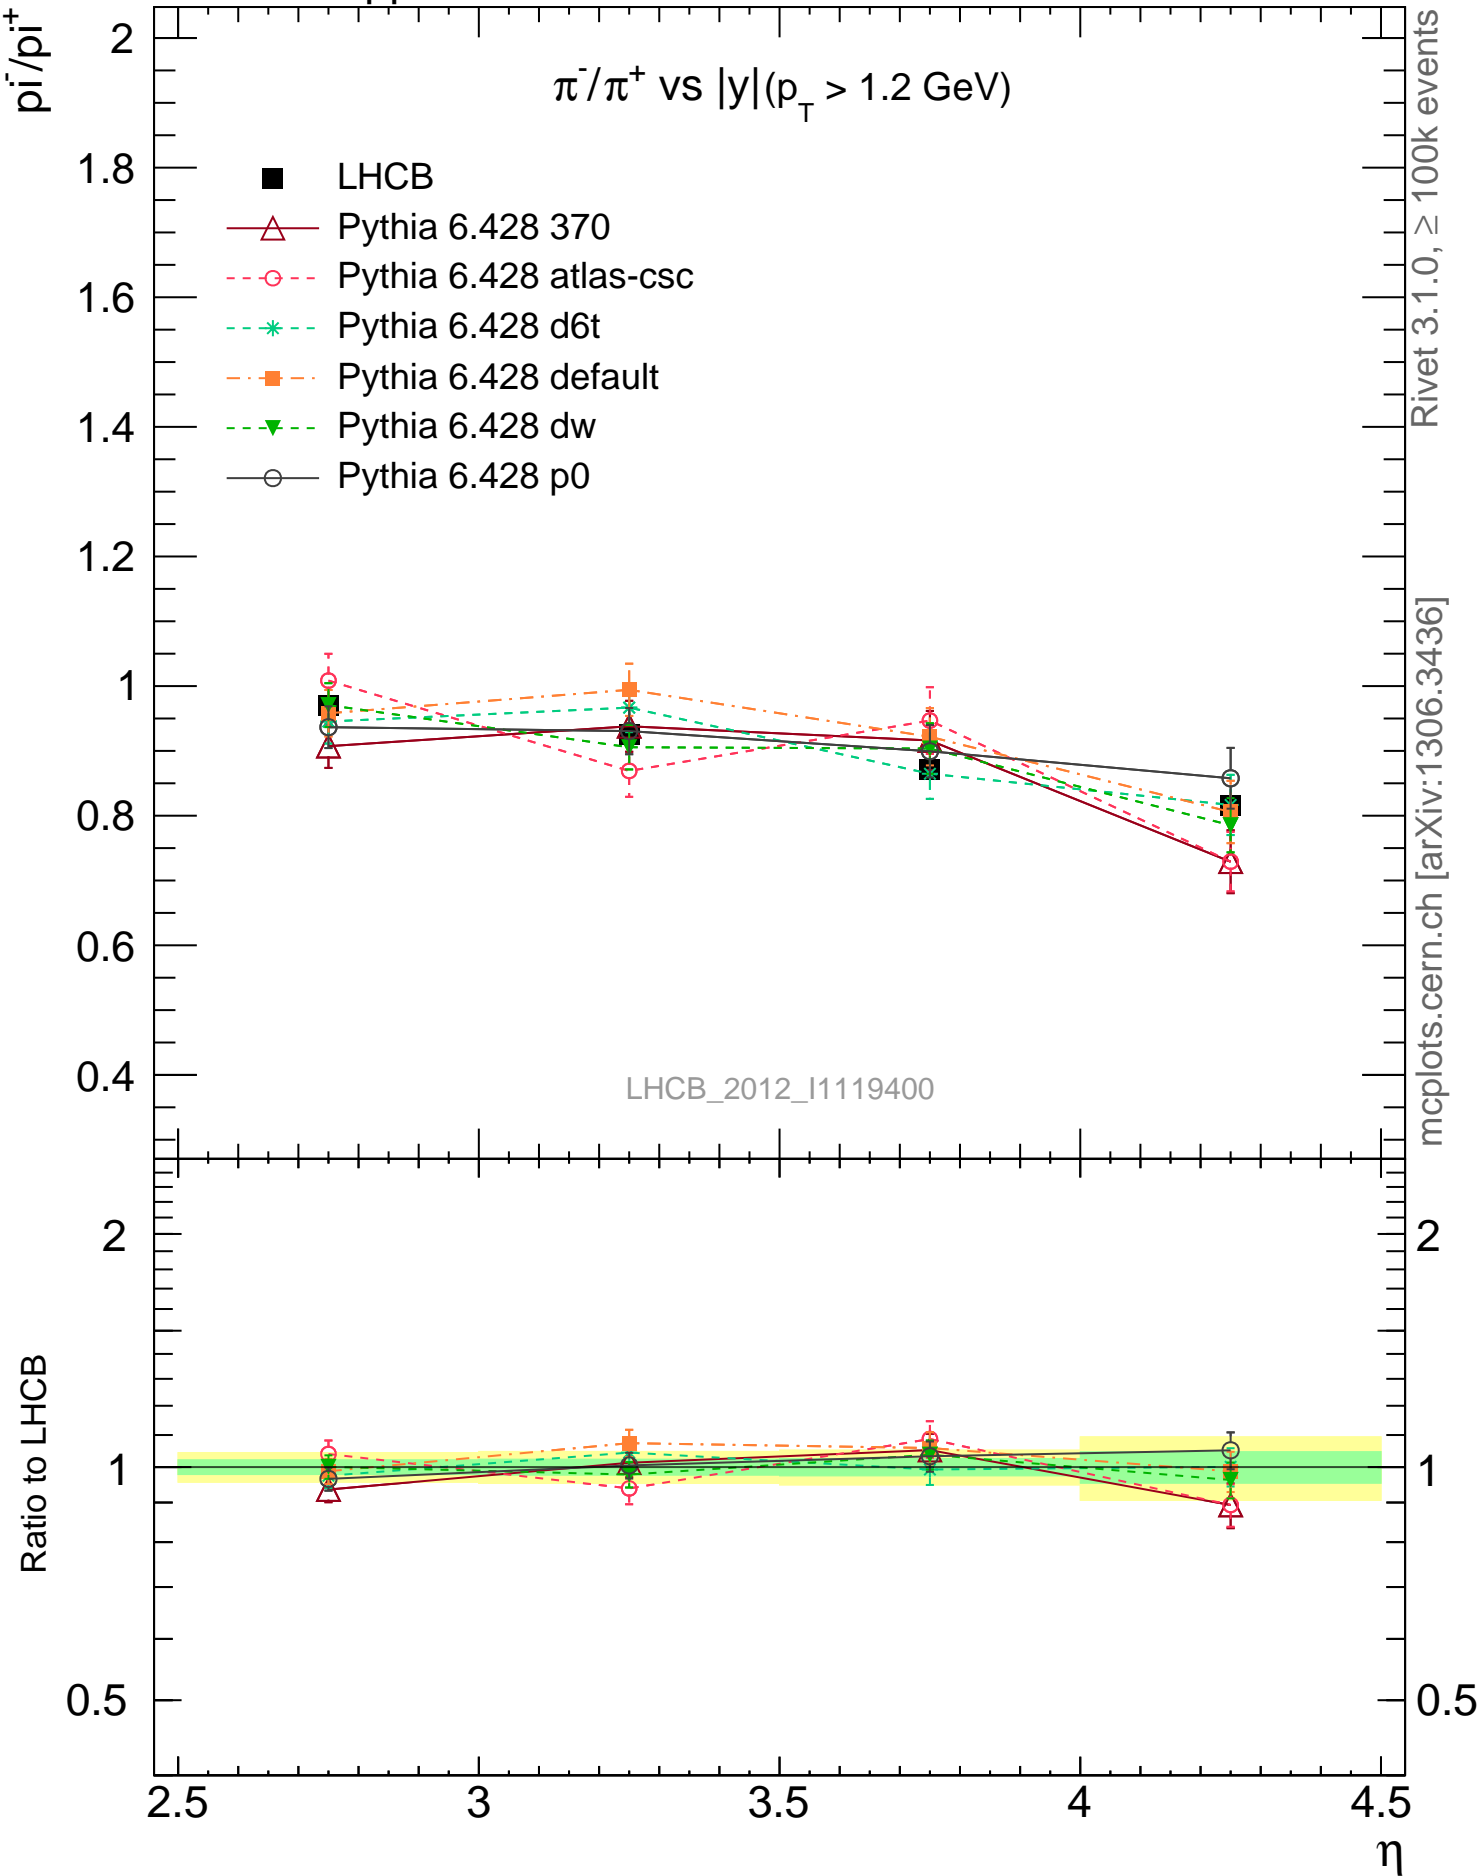 pi⁻/pi⁺
π⁻/π⁺ vs |y|(p_T > 1.2 GeV)
LHCB
Pythia 6.428 370
Pythia 6.428 atlas-csc
Pythia 6.428 d6t
Pythia 6.428 default
Pythia 6.428 dw
Pythia 6.428 p0
2
1.8
1.6
1.4
1.2
1
0.8
0.6
0.4
LHCB_2012_I1119400
Rivet 3.1.0, ≥ 100k events
mcplots.cern.ch [arXiv:1306.3436]
Ratio to LHCB
2
1
0.5
2
1
0.5
2.5 3 3.5 4 4.5
η